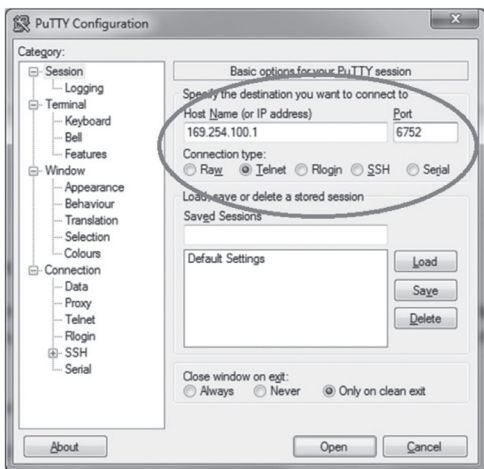 PuTTY Configuration
x
Category:
Session
Logging
Terminal
Keyboard
Bell
Features
Window
Appearance
Behaviour
Translation
Selection
Colours
Connection
Data
Proxy
Telnet
Rlogin
SSH
Serial
Basic options for your PuTTY session
Specify the destination you want to connect to
Host Name (or IP address) Port
169.254.100.1 6752
Connection type:
Raw Telnet Rlogin SSH Serial
Load, save or delete a stored session
Saved Sessions
Default Settings
Load
Save
Delete
Close window on exit:
Always Never Only on clean exit
About Open Cancel